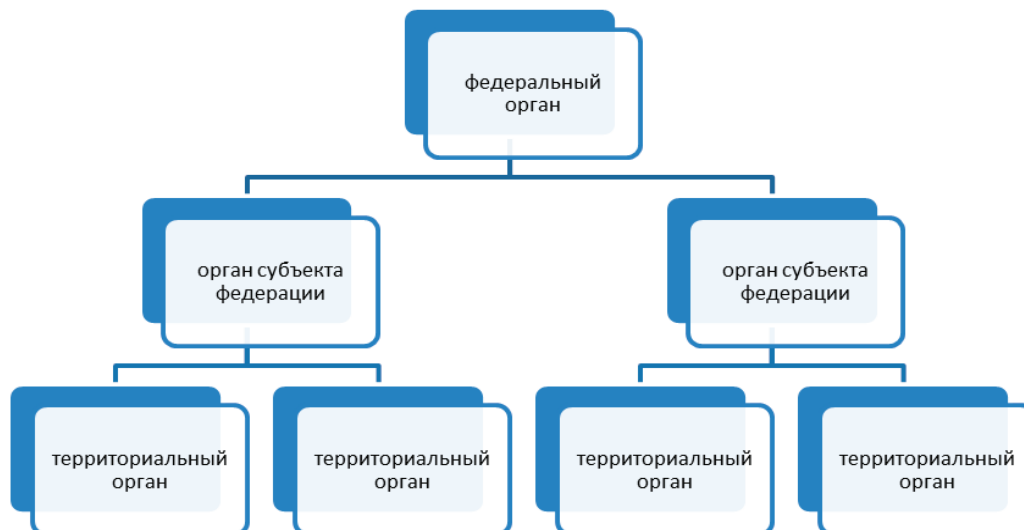 федеральный
орган
орган субъекта
федерации
орган субъекта
федерации
территориальный
орган
территориальный
орган
территориальный
орган
территориальный
орган